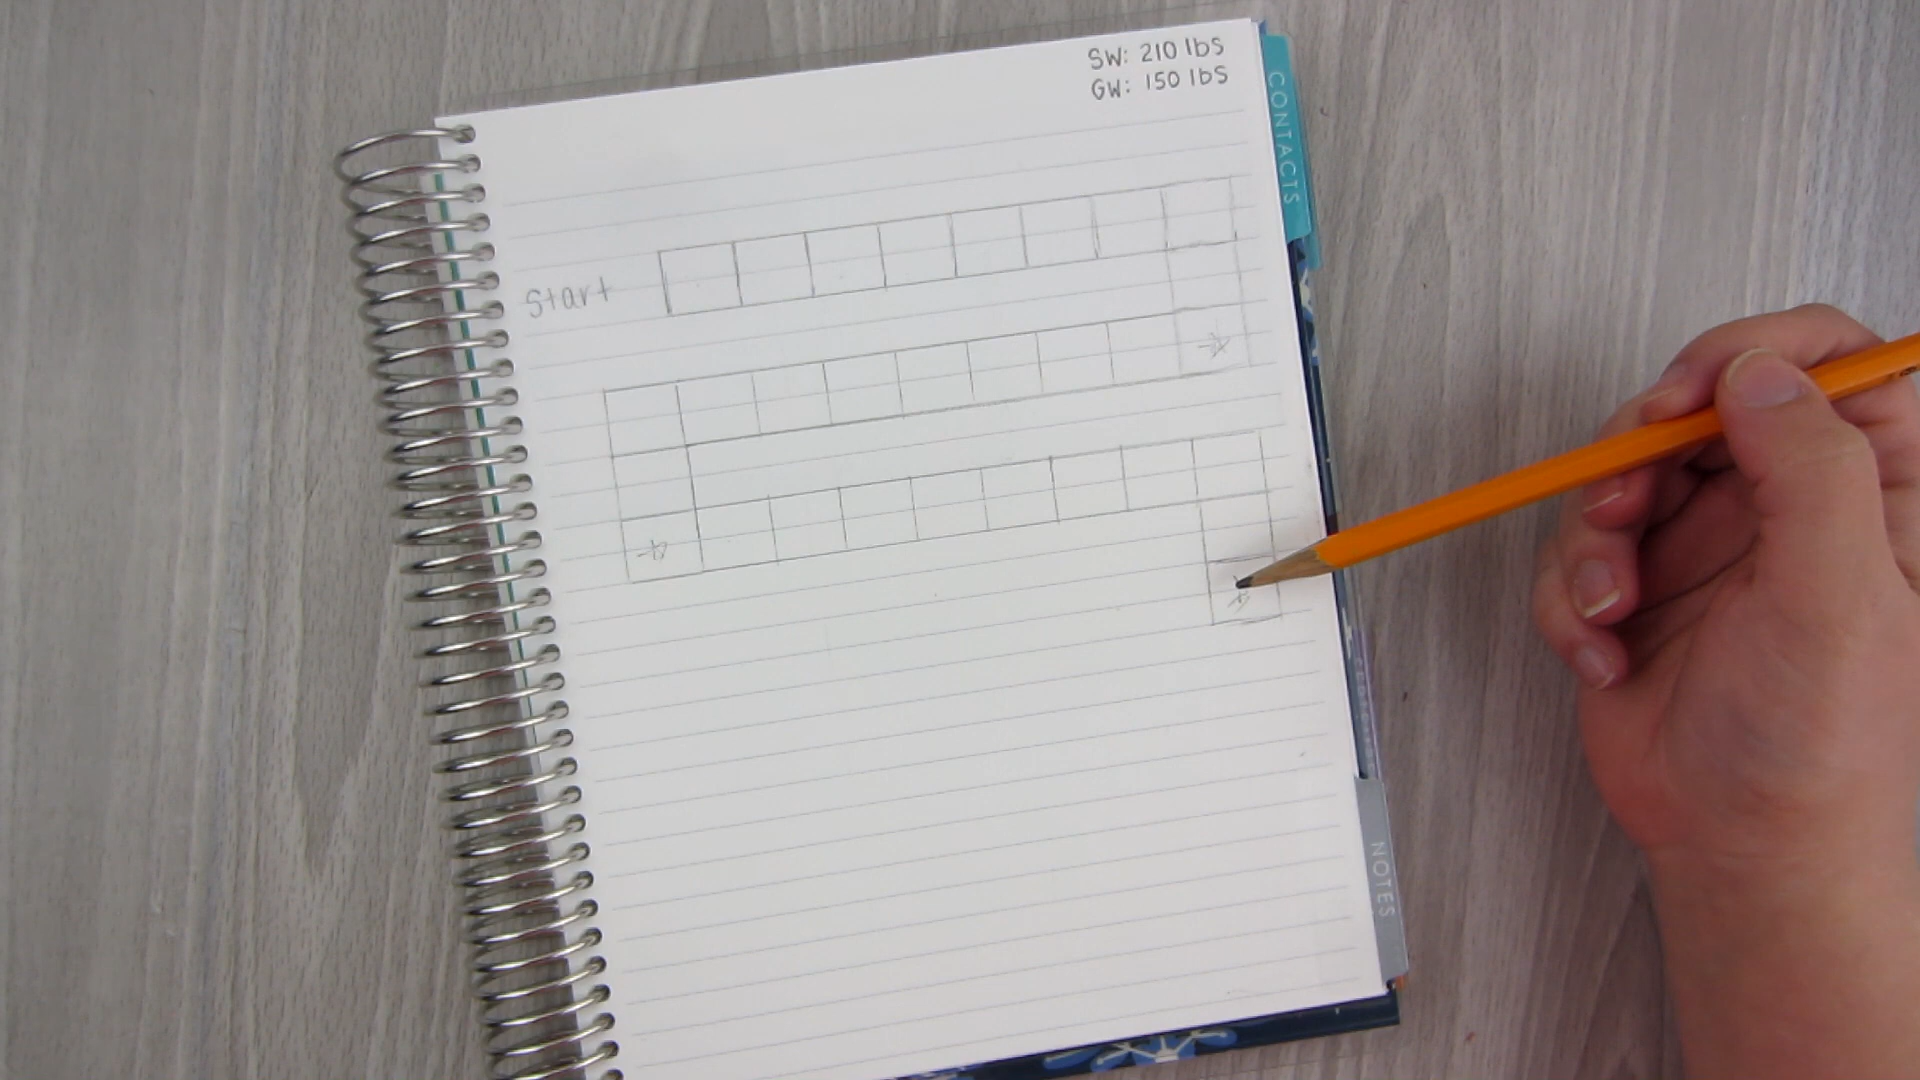 SW: 210 lbs
GW: 150 lbs
CONTACTS
Start
NOTES